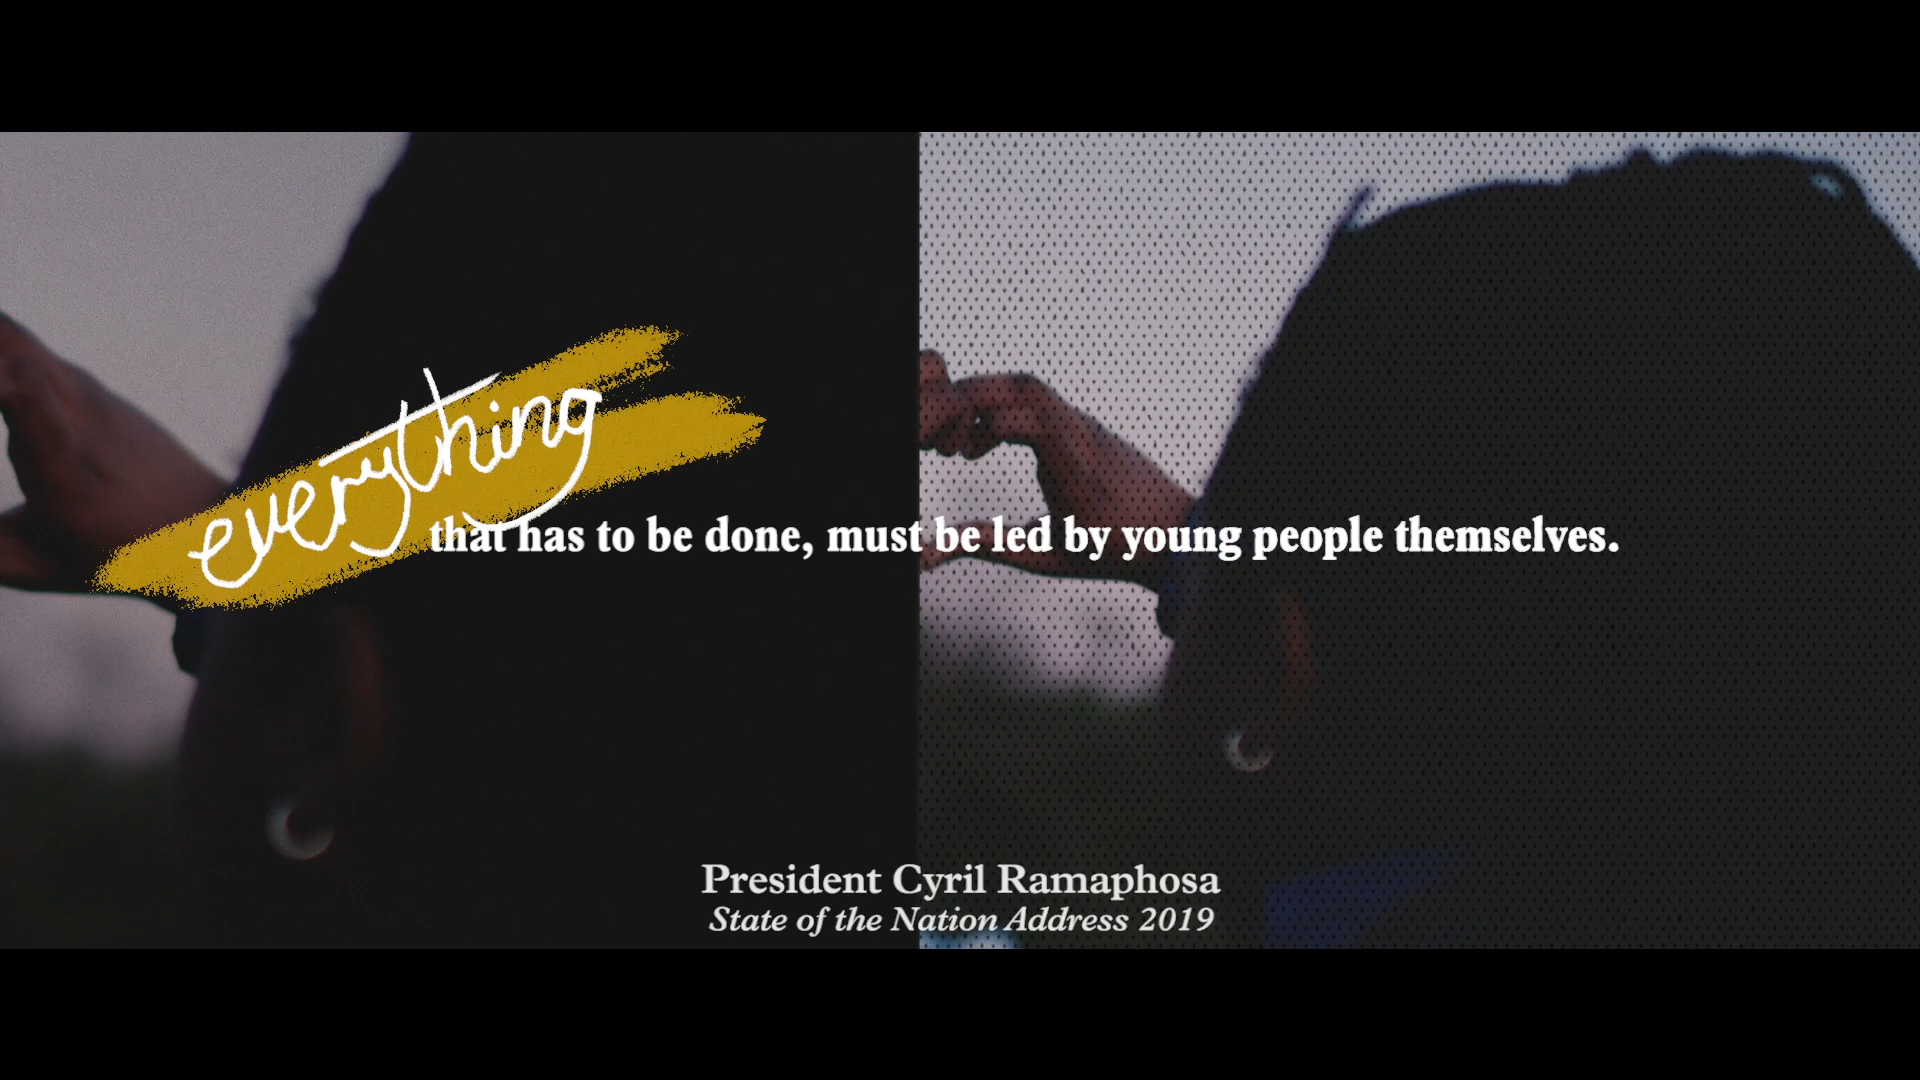 everything
that has to be done, must be led by young people themselves.
President Cyril Ramaphosa
State of the Nation Address 2019